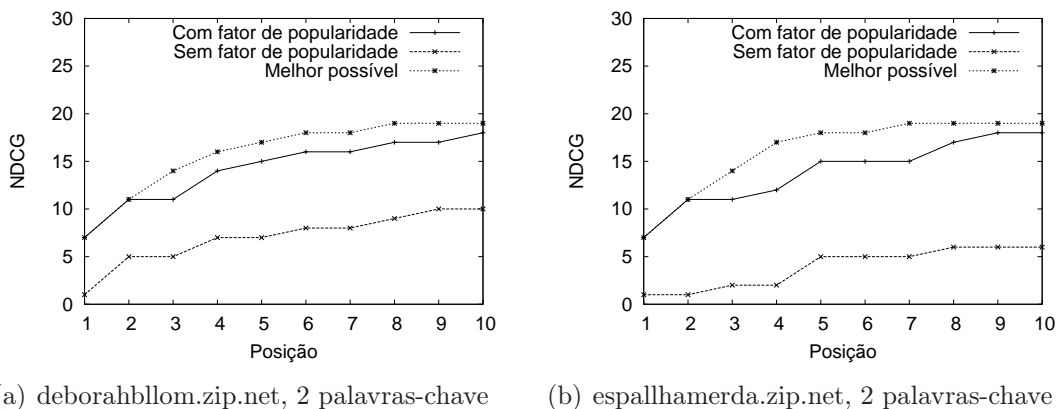 30
25
20
15
10
5
0
NDCG
Com fator de popularidade
Sem fator de popularidade
Melhor possível
1 2 3 4 5 6 7 8 9 10
Posição
a) deborahbllom.zip.net, 2 palavras-chave
30
25
20
15
10
5
0
NDCG
Com fator de popularidade
Sem fator de popularidade
Melhor possível
1 2 3 4 5 6 7 8 9 10
Posição
(b) espallhamerda.zip.net, 2 palavras-chave